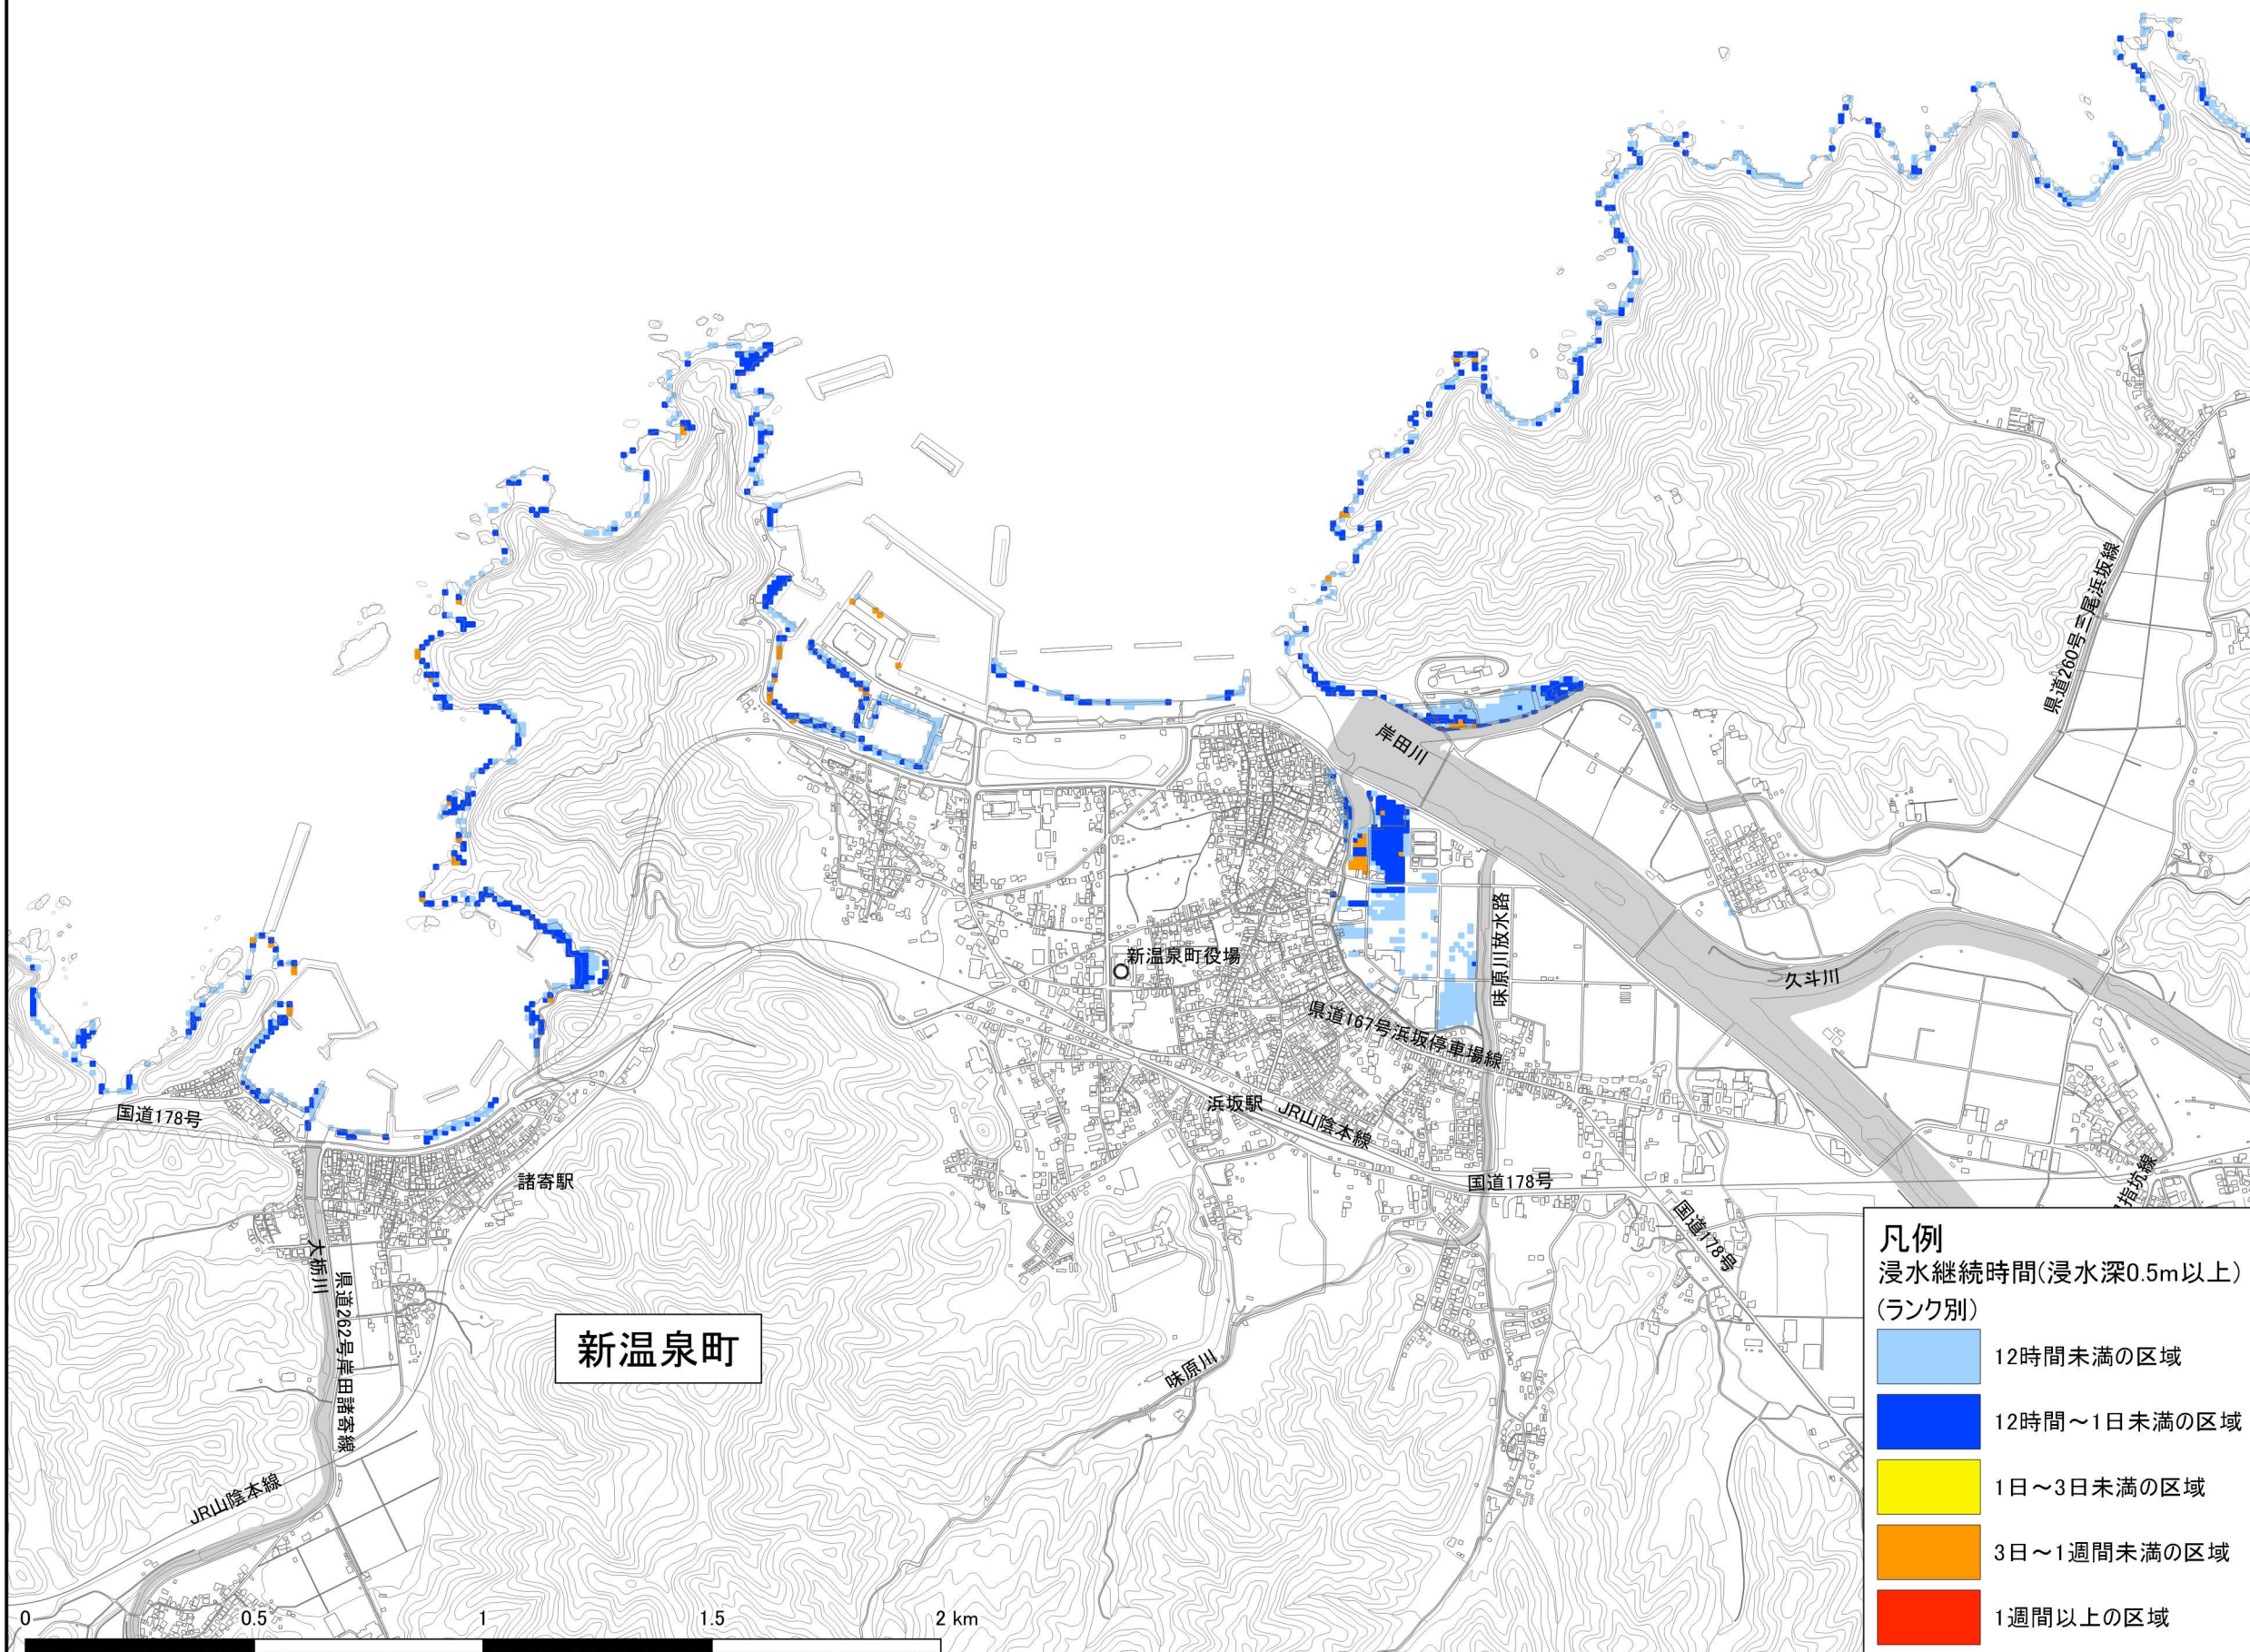 岸田川
県道260号三尾浜坂線
新温泉町役場
味原川放水路
久斗川
県道167号浜坂停車場線
浜坂駅
JR山陰本線
国道178号
諸寄駅
国道178号
国道178号
大栃川
県道262号岸田諸寄線
新温泉町
味原川
JR山陰本線
指坑線
凡例
浸水継続時間(浸水深0.5m以上)
(ランク別)
12時間未満の区域
12時間～1日未満の区域
1日～3日未満の区域
3日～1週間未満の区域
1週間以上の区域
0 0.5 1 1.5 2 km